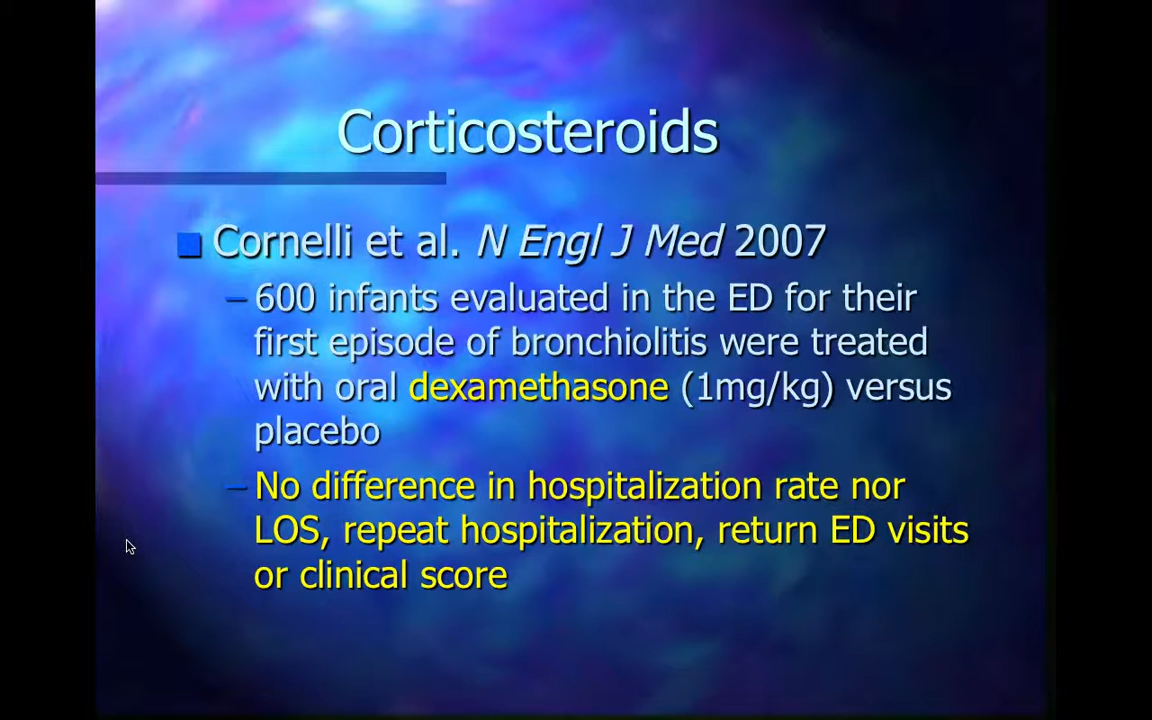 Corticosteroids
Cornelli et al. N Engl J Med 2007
– 600 infants evaluated in the ED for their
first episode of bronchiolitis were treated
with oral dexamethasone (1mg/kg) versus
placebo
– No difference in hospitalization rate nor
LOS, repeat hospitalization, return ED visits
or clinical score